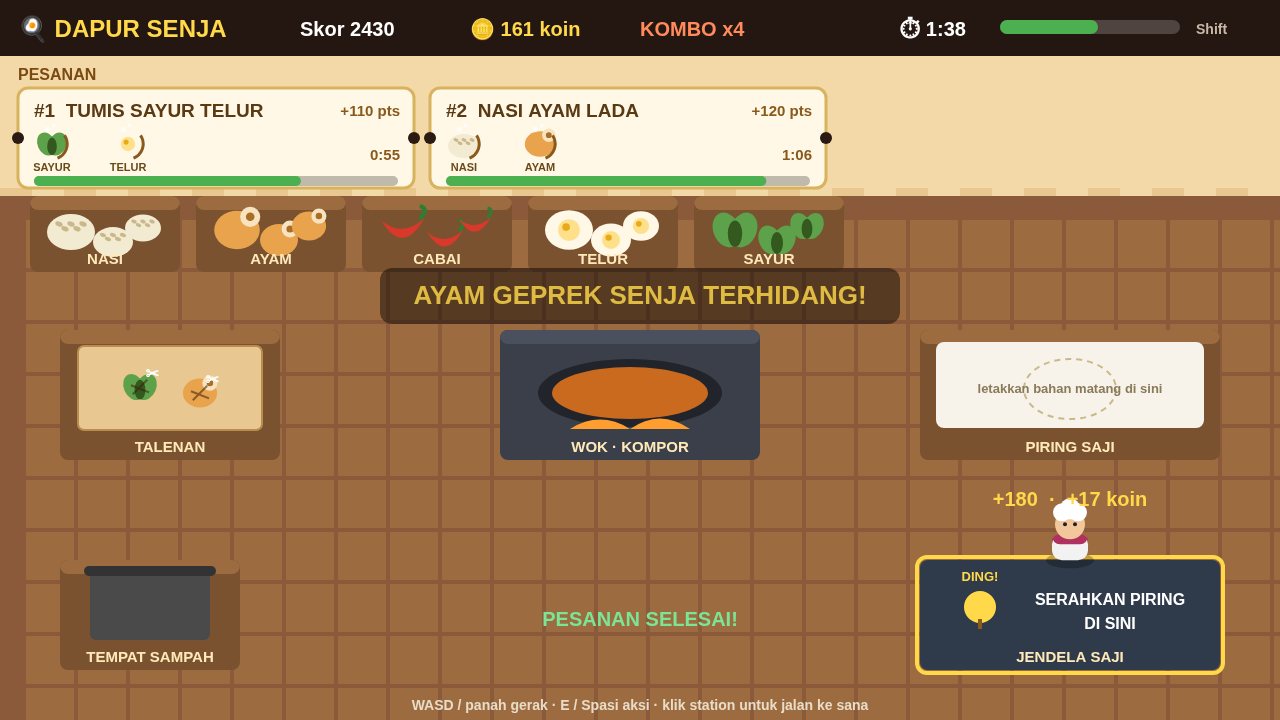 DAPUR SENJA
Skor 2430
161 koin
KOMBO x4
1:38
Shift
PESANAN
#1 TUMIS SAYUR TELUR
+110 pts
SAYUR
TELUR
0:55
#2 NASI AYAM LADA
+120 pts
NASI
AYAM
1:06
NASI
AYAM
CABAI
TELUR
SAYUR
AYAM GEPREK SENJA TERHIDANG!
TALENAN
WOK · KOMPOR
letakkan bahan matang di sini
PIRING SAJI
+180 · +17 koin
DING!
SERAHKAN PIRING
DI SINI
JENDELA SAJI
PESANAN SELESAI!
TEMPAT SAMPAH
WASD / panah gerak · E / Spasi aksi · klik station untuk jalan ke sana